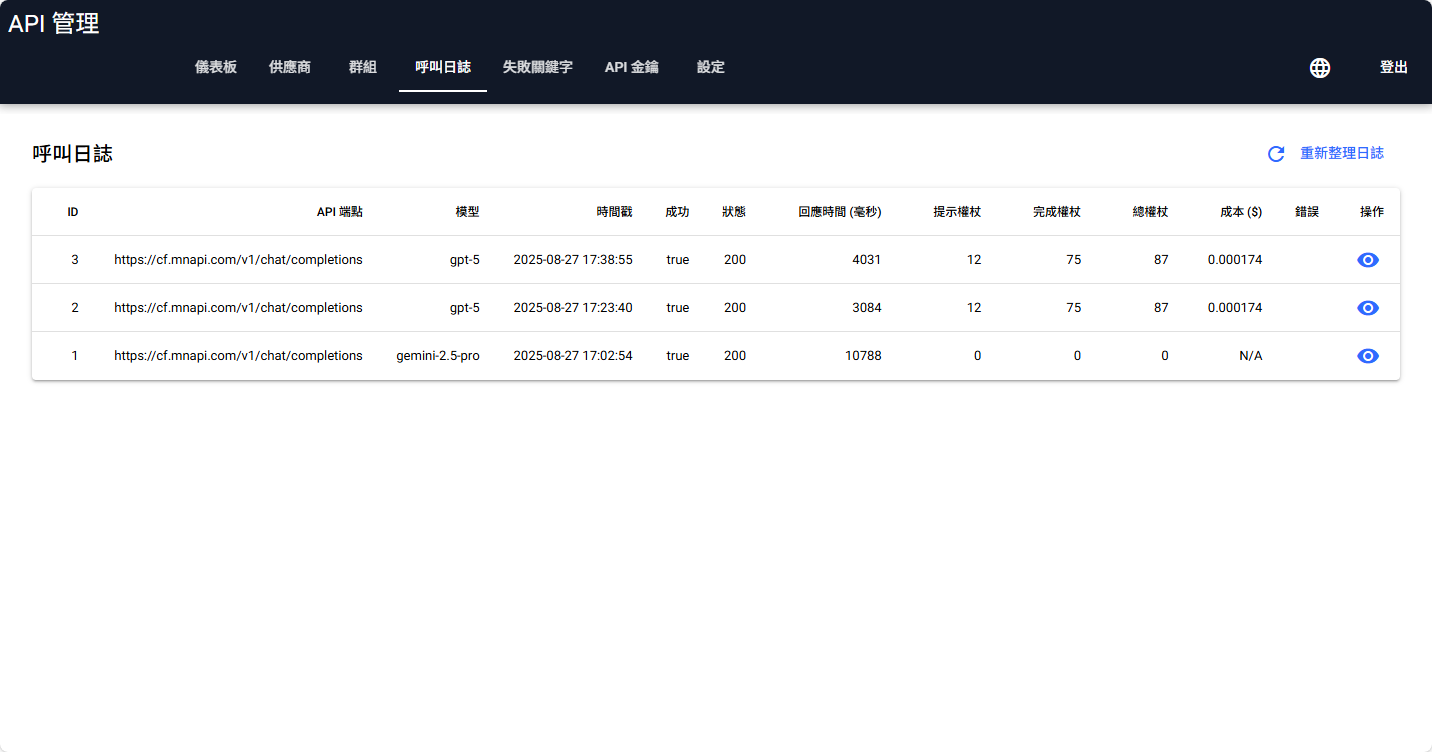 API 管理
儀表板 供應商 群組 呼叫日誌 失敗關鍵字 API 金鑰 設定 登出
呼叫日誌 重新整理日誌
ID API 端點 模型 時間戳 成功 狀態 回應時間 (毫秒) 提示權杖 完成權杖 總權杖 成本 ($) 錯誤 操作
3 https://cf.mnapi.com/v1/chat/completions gpt-5 2025-08-27 17:38:55 true 200 4031 12 75 87 0.000174
2 https://cf.mnapi.com/v1/chat/completions gpt-5 2025-08-27 17:23:40 true 200 3084 12 75 87 0.000174
1 https://cf.mnapi.com/v1/chat/completions gemini-2.5-pro 2025-08-27 17:02:54 true 200 10788 0 0 0 N/A